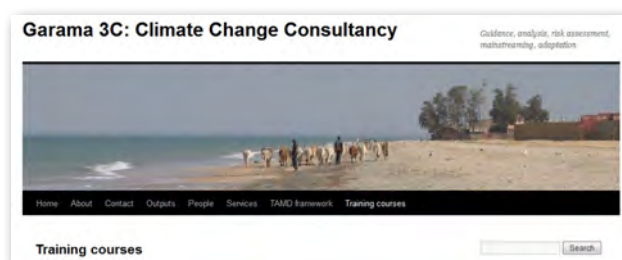 Garama 3C: Climate Change Consultancy
Guidance, analysis, risk assessment,
mainstreaming, adaptation
Home About Contact Outputs People Services TAMD framework Training courses
Training courses
Search